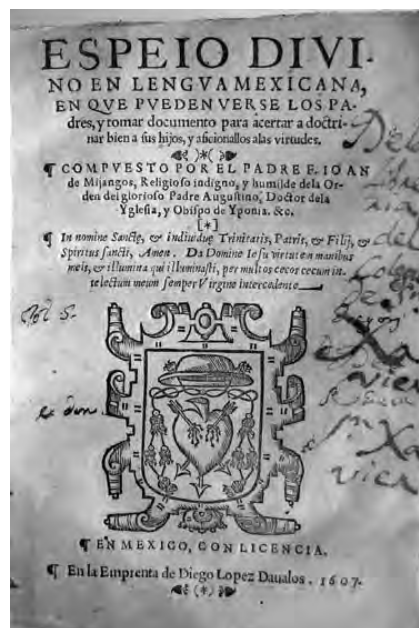 ESPEIO DIVI-
NO EN LENGVA MEXICANA,
EN QVE PVEDEN VERSE LOS PA-
dres, y tomar documento para acertar a doctri-
nar bien a sus hijos, y aficionallos alas virtudes.
)*(
¶ COMPVESTO POR EL PADRE F. IOAN
de Mijangos, Religioso indigno, y humilde dela Or-
den del glorioso Padre Augustino, Doctor dela
Yglesia, y Obispo de Yponia. &c.
[*]
¶ In nomine Sanctę, & indiuiduę Trinitatis, Patris, & Filij, &
Spiritus sancti, Amen. Da Domine Iesu virtutem manibus
meis, & illumina qui illuminasti, per multos cecos cecum in-
telectum meum semper Virgine intercedente
¶ EN MEXICO, CON LICENCIA.
¶ En la Emprenta de Diego Lopez Daualos. 1607.
(*)